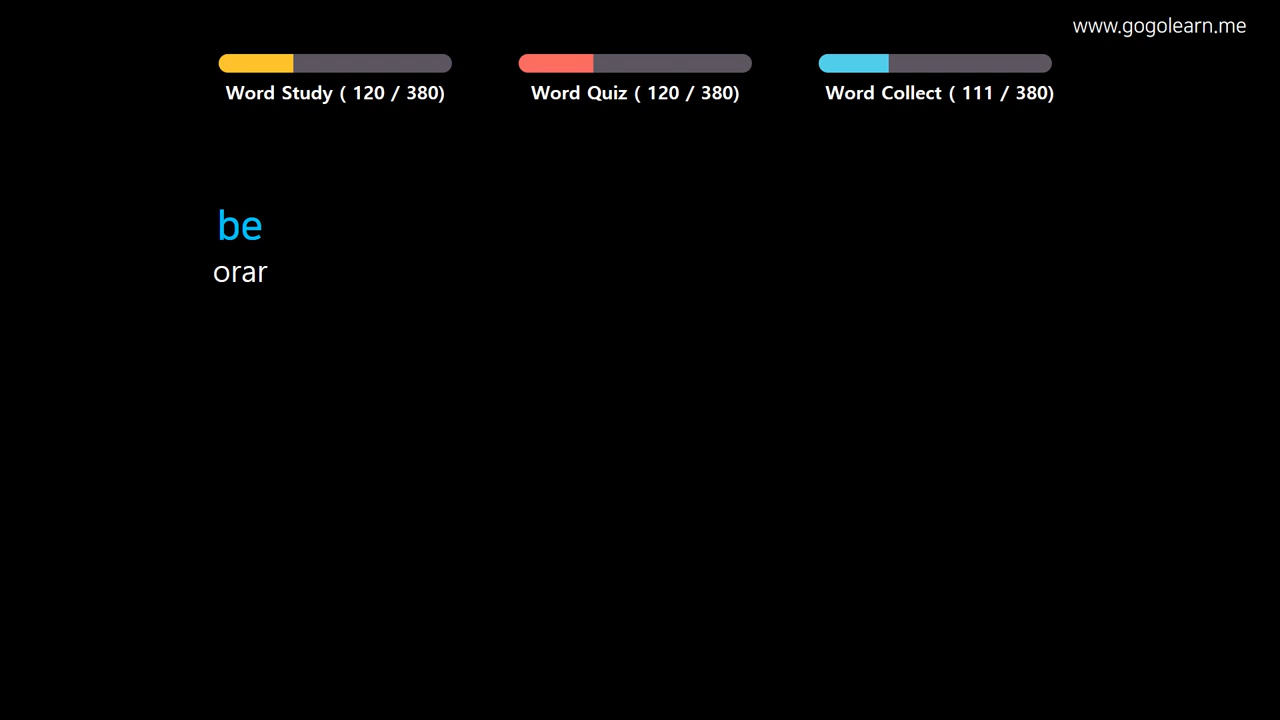 www.gogolearn.me
Word Study ( 120 / 380)
Word Quiz ( 120 / 380)
Word Collect ( 111 / 380)
be
orar